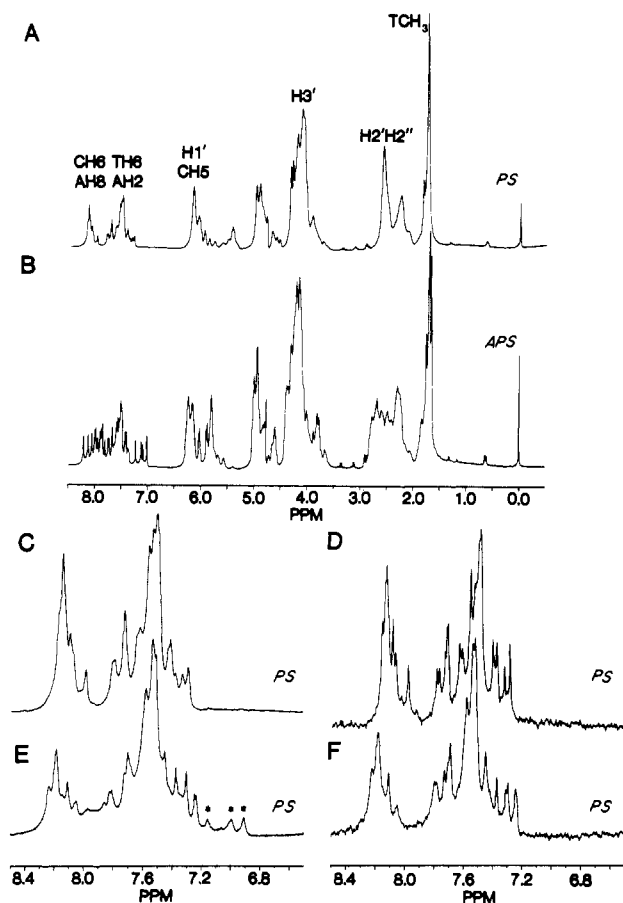 A
TCH₃
H3'
CH6 TH6
AH8 AH2
H1'
CH5
H2'H2''
PS
B
APS
8.0 7.0 6.0 5.0 4.0 3.0 2.0 1.0 0.0
PPM
C
PS
D
PS
E
* * *
PS
F
PS
8.4 8.0 7.6 7.2 6.8
PPM
8.4 8.0 7.6 7.2 6.8
PPM